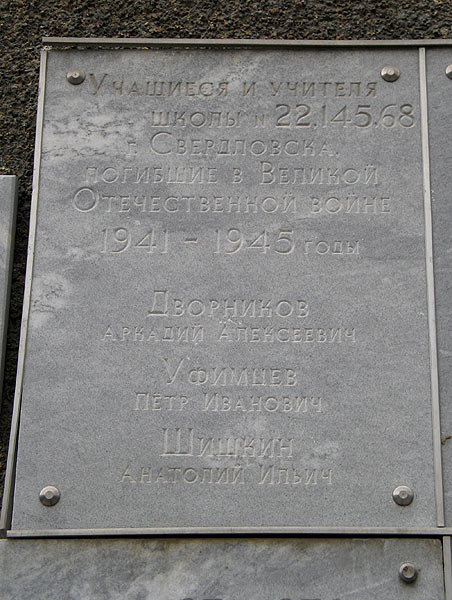 Учащиеся и учителя
школы № 22,145,68
г. Свердловска,
погибшие в Великой
Отечественной войне
1941 - 1945 годы
Дворников
Аркадий Алексеевич
Уфимцев
Пётр Иванович
Шишкин
Анатолий Ильич